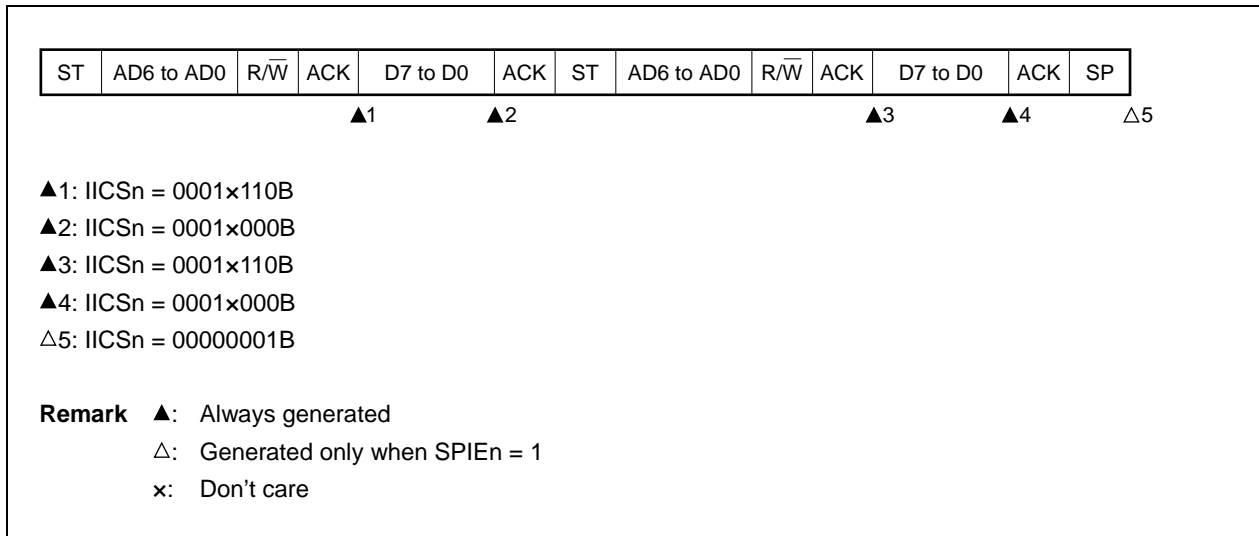 ST AD6 to AD0 R/W̅ ACK D7 to D0 ACK ST AD6 to AD0 R/W̅ ACK D7 to D0 ACK SP
▲1 ▲2 ▲3 ▲4 △5
▲1: IICSn = 0001×110B
▲2: IICSn = 0001×000B
▲3: IICSn = 0001×110B
▲4: IICSn = 0001×000B
△5: IICSn = 00000001B
Remark ▲: Always generated
△: Generated only when SPIEn = 1
×: Don't care